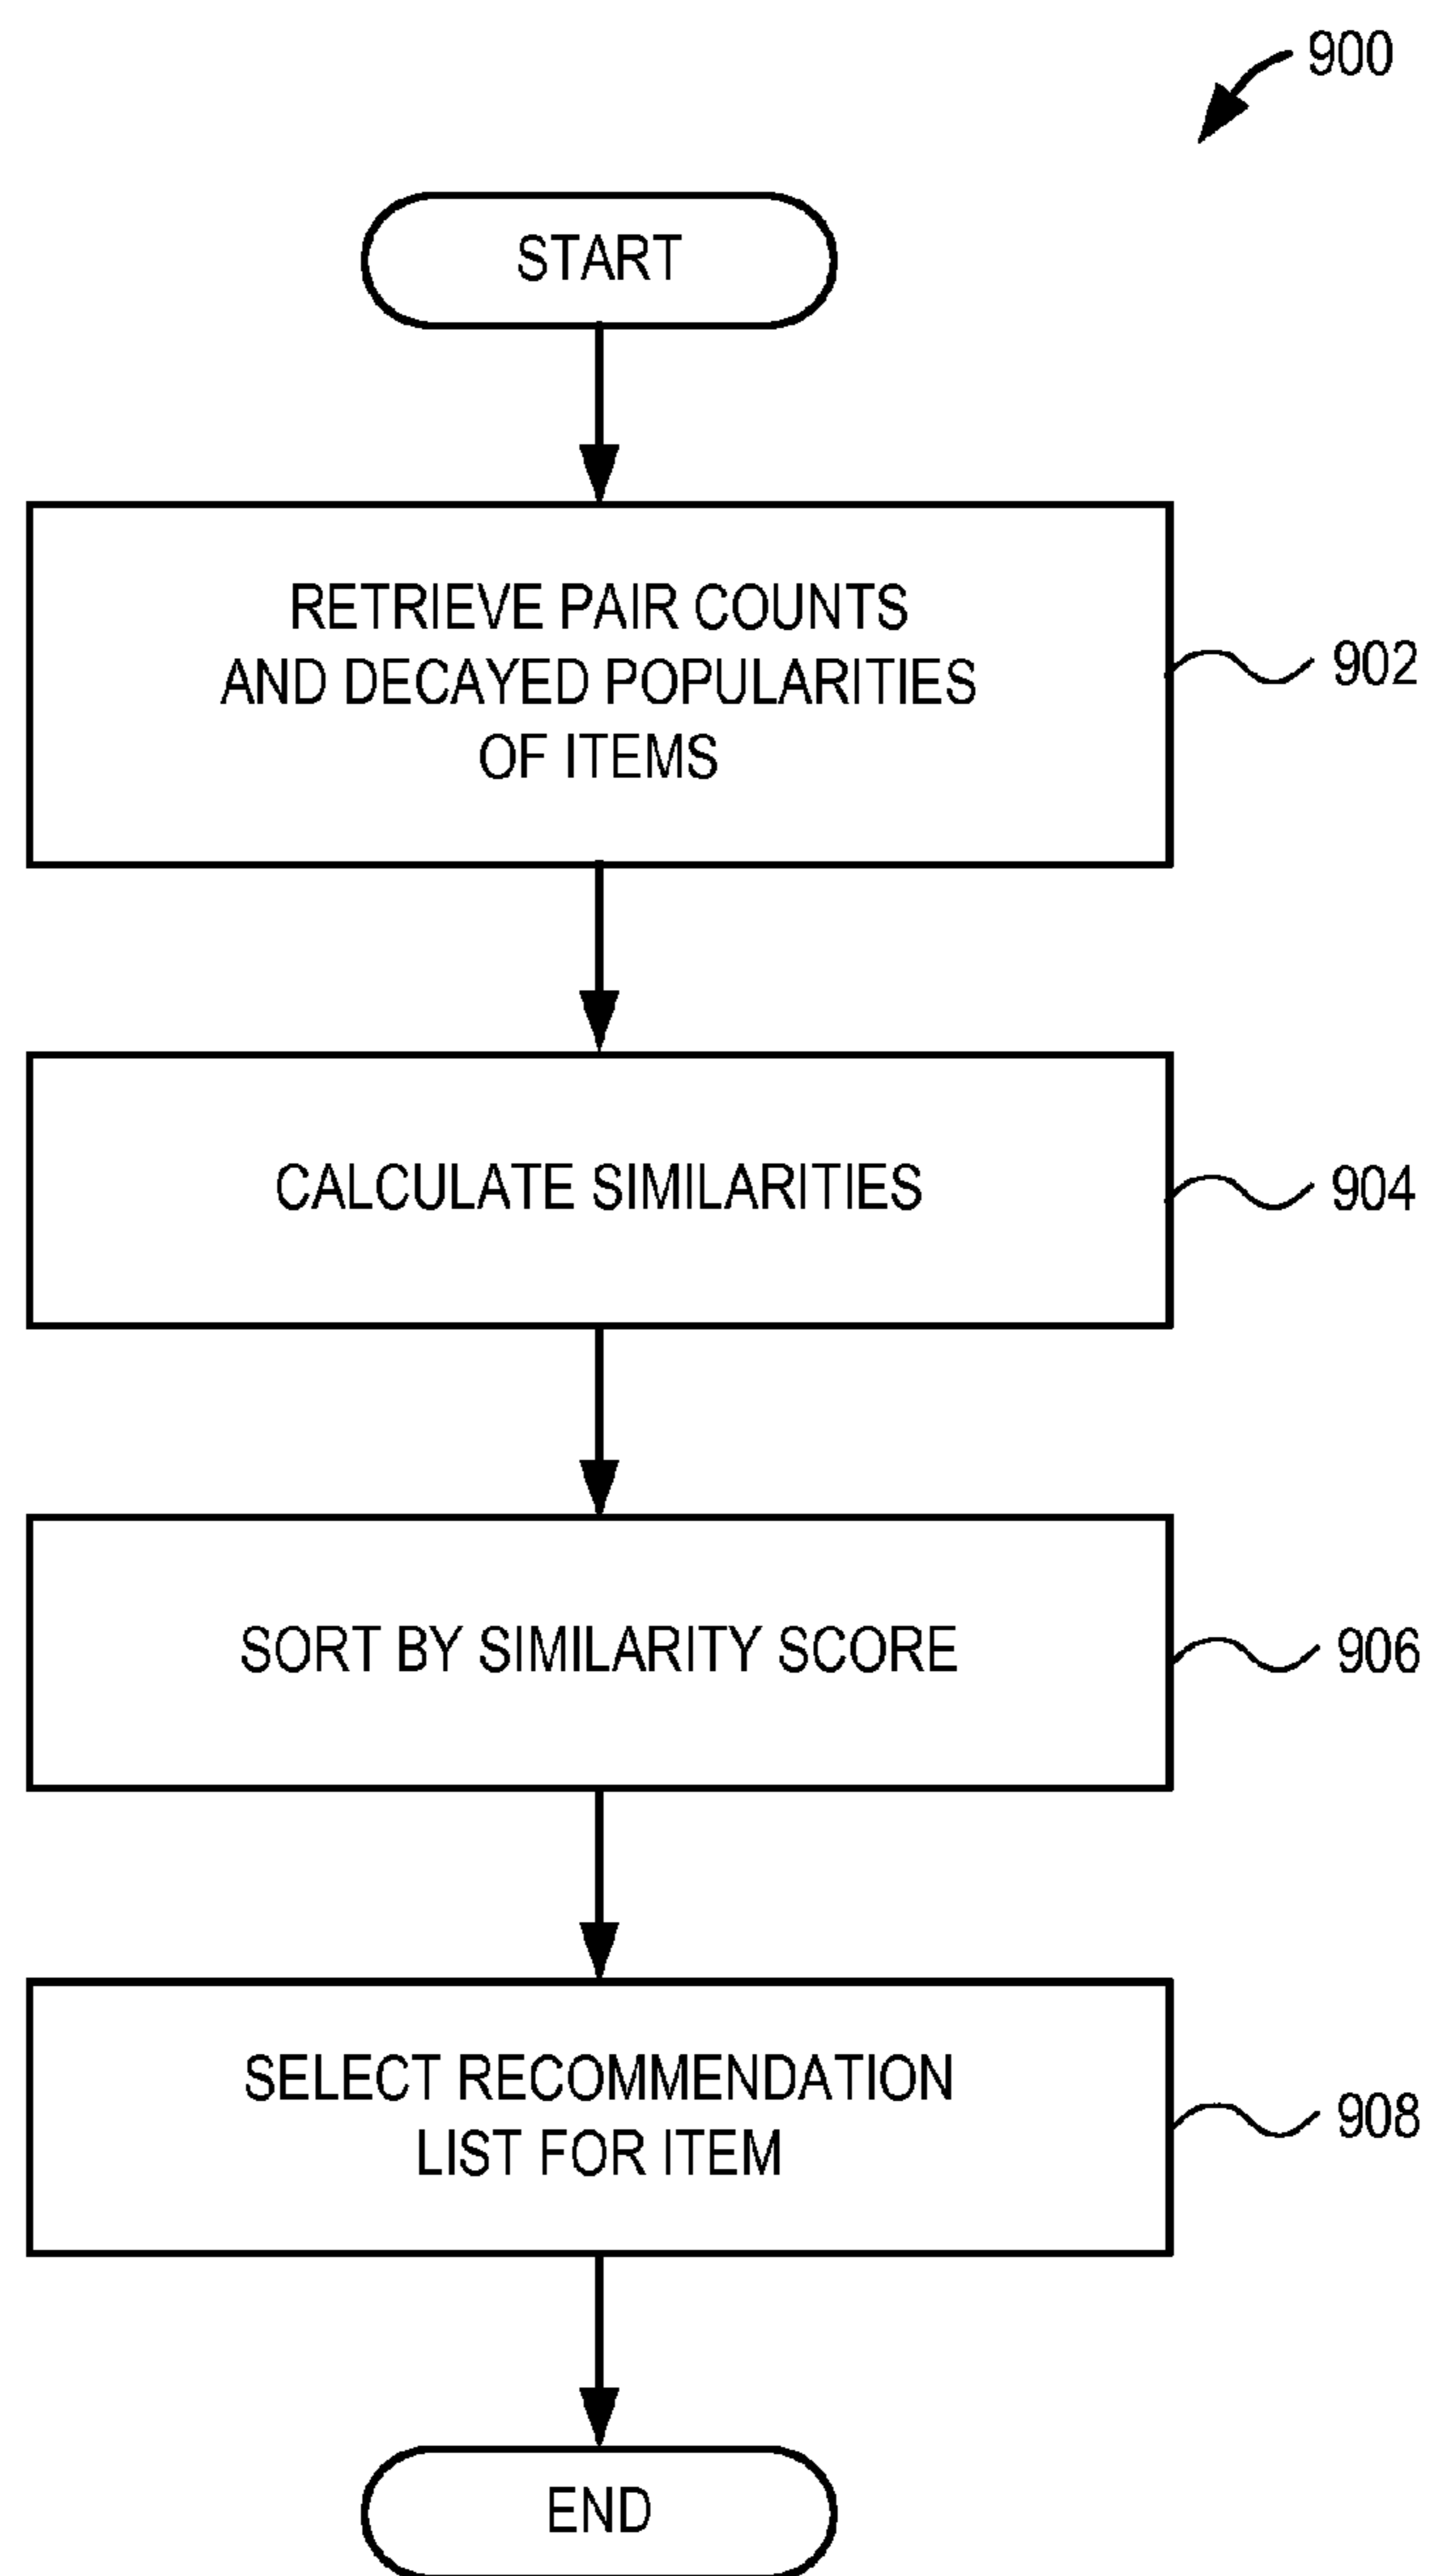 900
START
RETRIEVE PAIR COUNTS
AND DECAYED POPULARITIES
OF ITEMS
902
CALCULATE SIMILARITIES
904
SORT BY SIMILARITY SCORE
906
SELECT RECOMMENDATION
LIST FOR ITEM
908
END